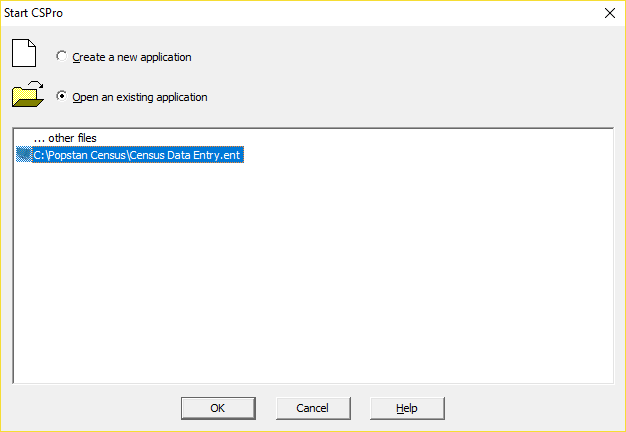 Start CSPro
Create a new application
Open an existing application
... other files
C:\Popstan Census\Census Data Entry.ent
OK
Cancel
Help